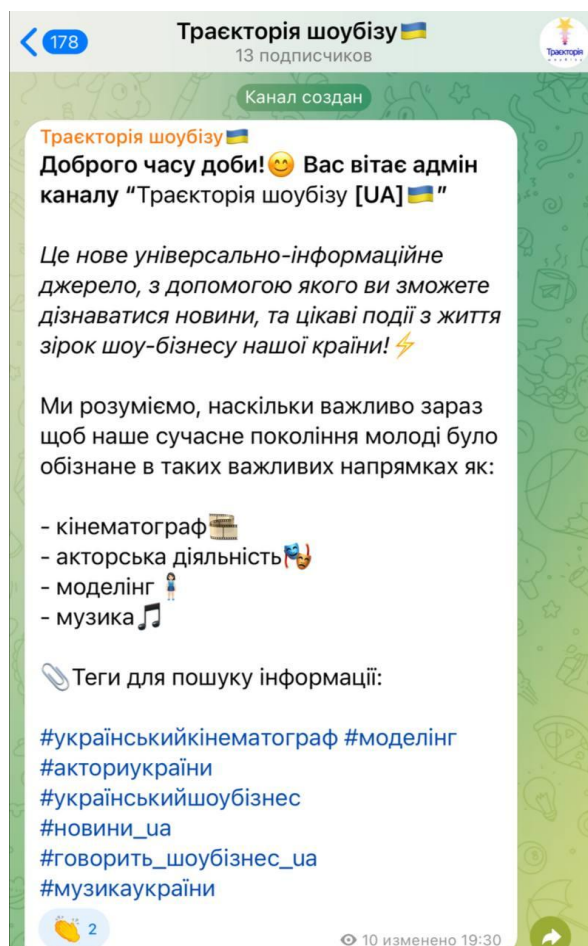 178
Траєкторія шоубізу🇺🇦
13 подписчиков
Траєкторія
шоубізу
Канал создан
Траєкторія шоубізу🇺🇦
Доброго часу доби!😊 Вас вітає адмін
каналу “Траєкторія шоубізу [UA]🇺🇦”
Це нове універсально-інформаційне
джерело, з допомогою якого ви зможете
дізнаватися новини, та цікаві події з життя
зірок шоу-бізнесу нашої країни!⚡
Ми розуміємо, наскільки важливо зараз
щоб наше сучасне покоління молоді було
обізнане в таких важливих напрямках як:
- кінематограф🎞
- акторська діяльність🎭
- моделінг🧍‍♀️
- музика🎵
📎Теги для пошуку інформації:
#українськийкінематограф #моделінг
#акториукраїни
#українськийшоубізнес
#новини_ua
#говорить_шоубізнес_ua
#музикаукраїни
👏 2
10 изменено 19:30